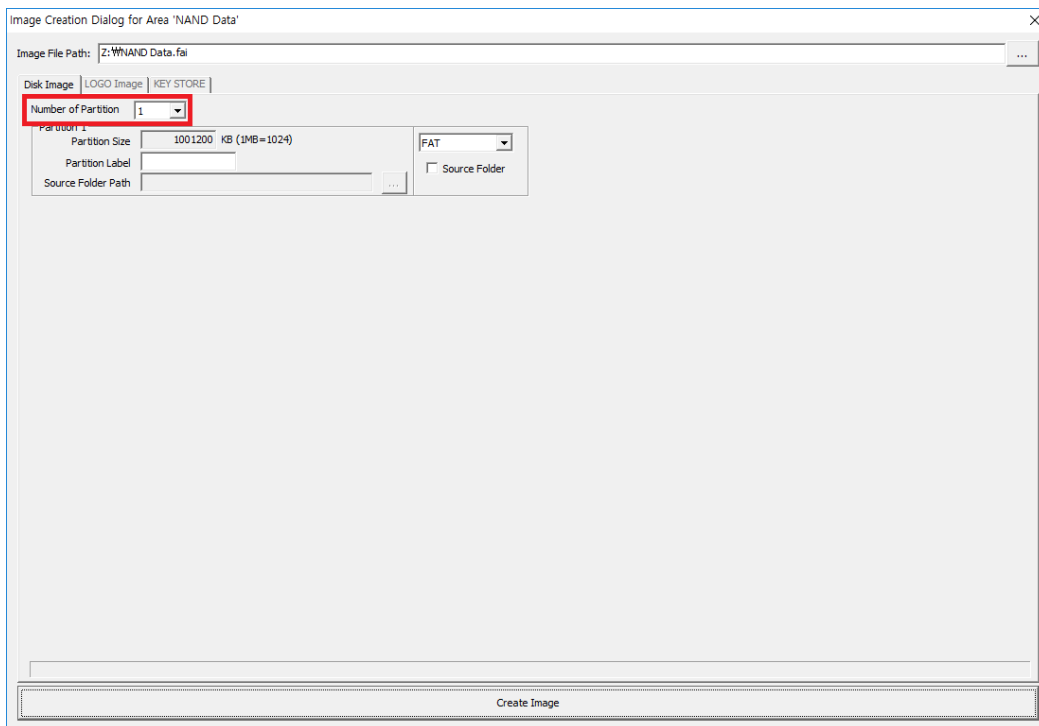 Image Creation Dialog for Area 'NAND Data'
Image File Path: Z:₩NAND Data.fai ...
Disk Image LOGO Image KEY STORE
Number of Partition 1
Partition 1
Partition Size 1001200 KB (1MB=1024) FAT
Partition Label Source Folder
Source Folder Path ...
Create Image